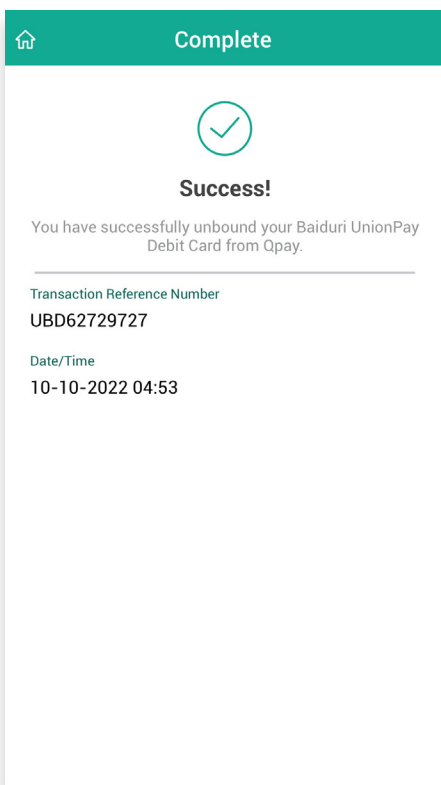 Complete
Success!
You have successfully unbound your Baiduri UnionPay
Debit Card from Qpay.
Transaction Reference Number
UBD62729727
Date/Time
10-10-2022 04:53